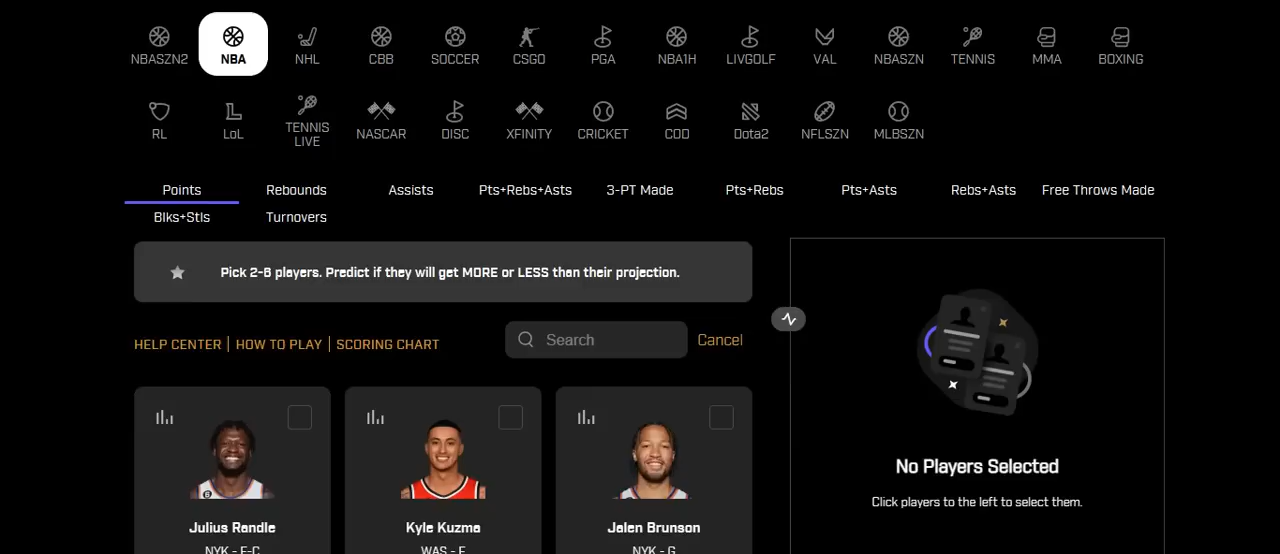 NBASZN2 NBA NHL CBB SOCCER CSGO PGA NBA1H LIVGOLF VAL NBASZN TENNIS MMA BOXING
RL LoL TENNIS LIVE NASCAR DISC XFINITY CRICKET COD Dota2 NFLSZN MLBSZN
Points Rebounds Assists Pts+Rebs+Asts 3-PT Made Pts+Rebs Pts+Asts Rebs+Asts Free Throws Made
Blks+Stls Turnovers
Pick 2-6 players. Predict if they will get MORE or LESS than their projection.
HELP CENTER | HOW TO PLAY | SCORING CHART
Search Cancel
Julius Randle Kyle Kuzma Jalen Brunson
NYK - F-C WAS - F NYK - G
No Players Selected
Click players to the left to select them.